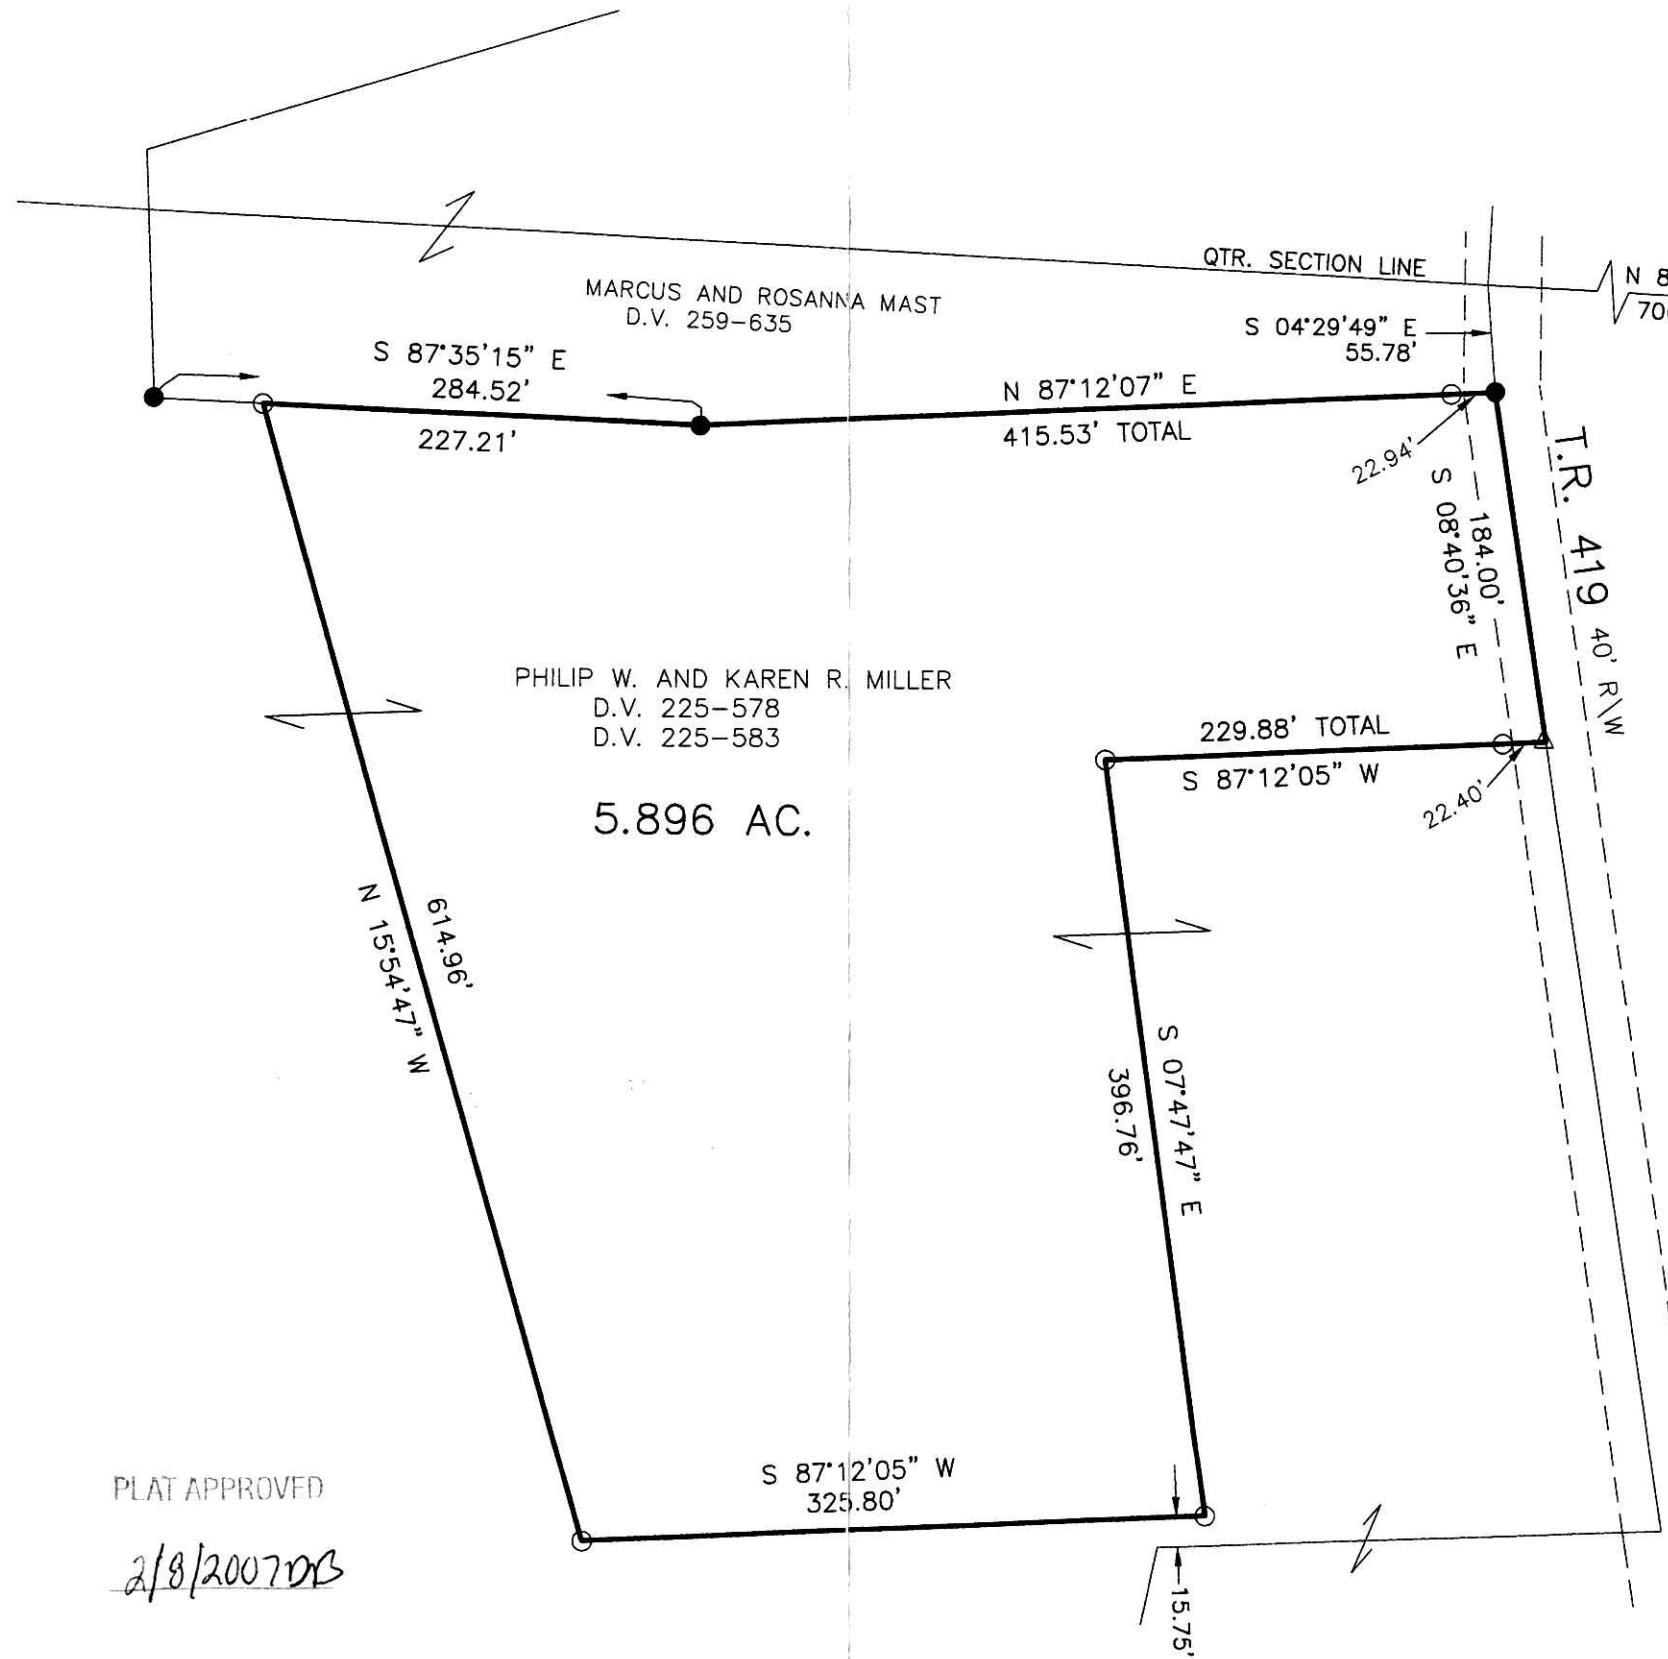 QTR. SECTION LINE
N 8
70
MARCUS AND ROSANNA MAST
D.V. 259-635
S 04°29'49" E
55.78'
S 87°35'15" E
284.52'
227.21'
N 87°12'07" E
415.53' TOTAL
22.94'
184.00'
S 08°40'36" E
T.R. 419 40' R\W
PHILIP W. AND KAREN R. MILLER
D.V. 225-578
D.V. 225-583
5.896 AC.
229.88' TOTAL
S 87°12'05" W
22.40'
614.96'
N 15°54'47" W
S 07°47'47" E
396.76'
S 87°12'05" W
325.80'
15.75'
PLAT APPROVED
2/8/2007 DB